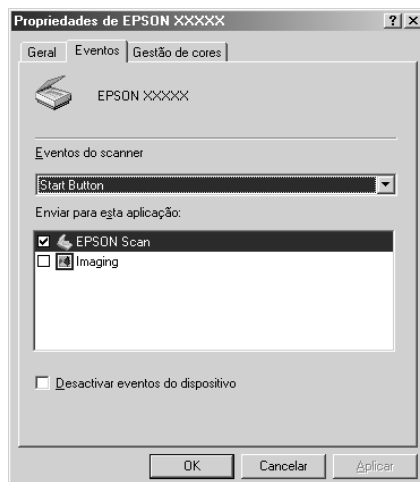 Propriedades de EPSON XXXXX
Geral Eventos Gestão de cores
EPSON XXXXX
Eventos do scanner
Start Button
Enviar para esta aplicação:
EPSON Scan
Imaging
Desactivar eventos do dispositivo
OK Cancelar Aplicar